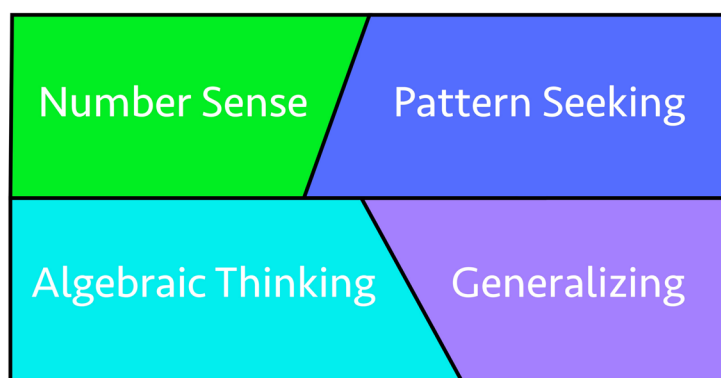 Number Sense
Pattern Seeking
Algebraic Thinking
Generalizing